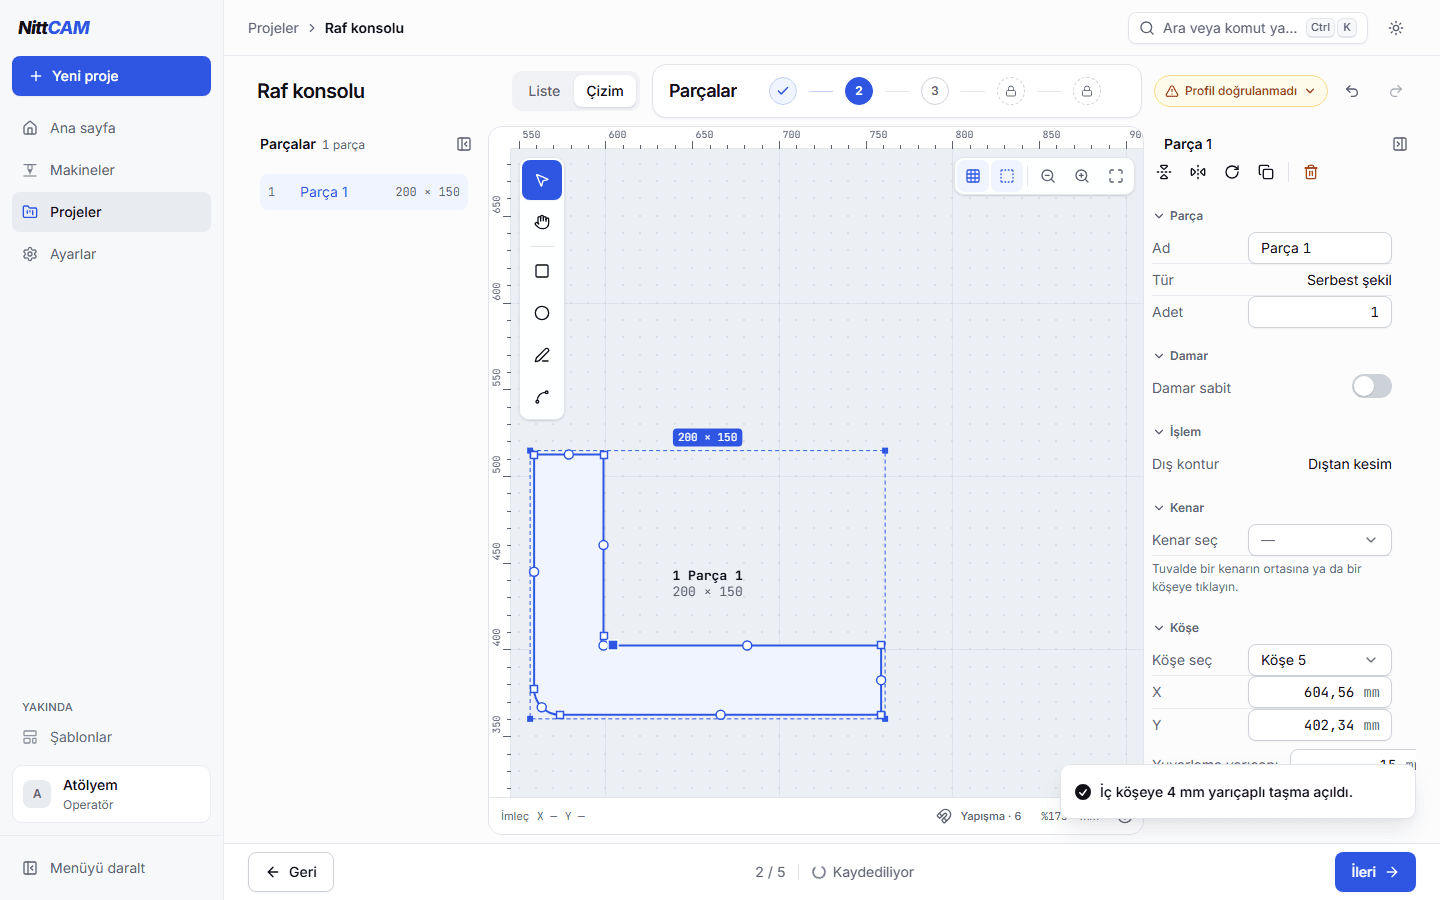 NittCAM
Yeni proje
Ana sayfa
Makineler
Projeler
Ayarlar
YAKINDA
Şablonlar
A
Atölyem
Operatör
Menüyü daralt
Projeler > Raf konsolu
Ara veya komut ya... Ctrl K
Raf konsolu
Liste Çizim
Parçalar 2 3
Profil doğrulanmadı
Parçalar 1 parça
1 Parça 1 200 × 150
550 600 650 700 750 800 850 90
650
600
550
500
450
400
350
200 × 150
1 Parça 1
200 × 150
İmleç X — Y —
Yapışma · 6
Parça 1
Parça
Ad Parça 1
Tür Serbest şekil
Adet 1
Damar
Damar sabit
İşlem
Dış kontur Dıştan kesim
Kenar
Kenar seç —
Tuvalde bir kenarın ortasına ya da bir
köşeye tıklayın.
Köşe
Köşe seç Köşe 5
X 604,56 mm
Y 402,34 mm
İç köşeye 4 mm yarıçaplı taşma açıldı.
Geri
2 / 5
Kaydediliyor
İleri